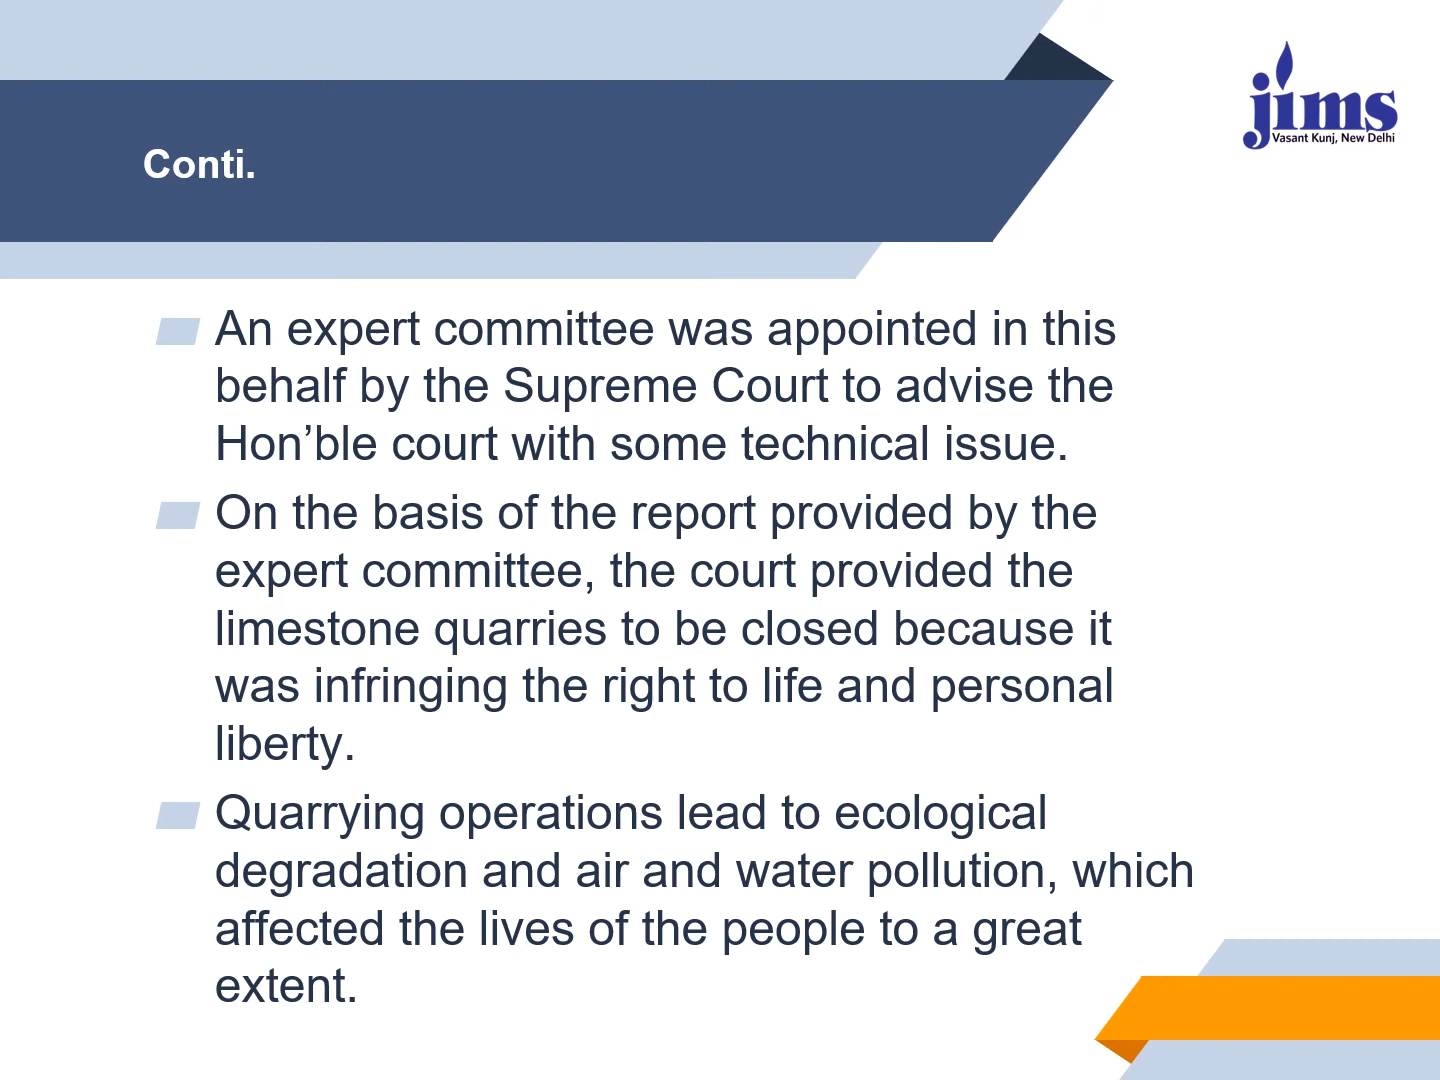 jims
Vasant Kunj, New Delhi
Conti.
An expert committee was appointed in this
behalf by the Supreme Court to advise the
Hon’ble court with some technical issue.
On the basis of the report provided by the
expert committee, the court provided the
limestone quarries to be closed because it
was infringing the right to life and personal
liberty.
Quarrying operations lead to ecological
degradation and air and water pollution, which
affected the lives of the people to a great
extent.